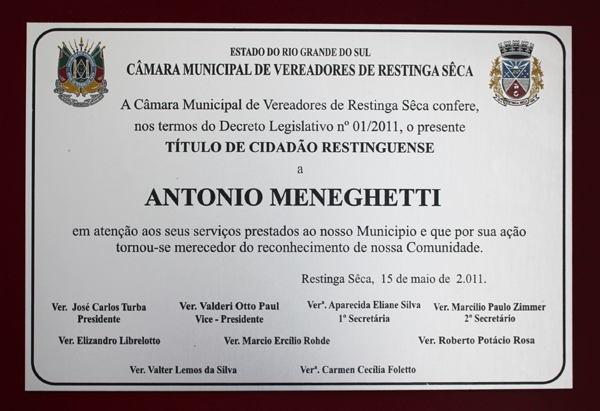 ESTADO DO RIO GRANDE DO SUL
CÂMARA MUNICIPAL DE VEREADORES DE RESTINGA SÊCA
A Câmara Municipal de Vereadores de Restinga Sêca confere,
nos termos do Decreto Legislativo nº 01/2011, o presente
TÍTULO DE CIDADÃO RESTINGUENSE
a
ANTONIO MENEGHETTI
em atenção aos seus serviços prestados ao nosso Municipio e que por sua ação
tornou-se merecedor do reconhecimento de nossa Comunidade.
Restinga Sêca, 15 de maio de 2.011.
Ver. José Carlos Turba Ver. Valderi Otto Paul Verª. Aparecida Eliane Silva Ver. Marcilio Paulo Zimmer
Presidente Vice - Presidente 1º Secretária 2º Secretário
Ver. Elizandro Librelotto Ver. Marcio Ercílio Rohde Ver. Roberto Potácio Rosa
Ver. Valter Lemos da Silva Verª. Carmen Cecília Foletto